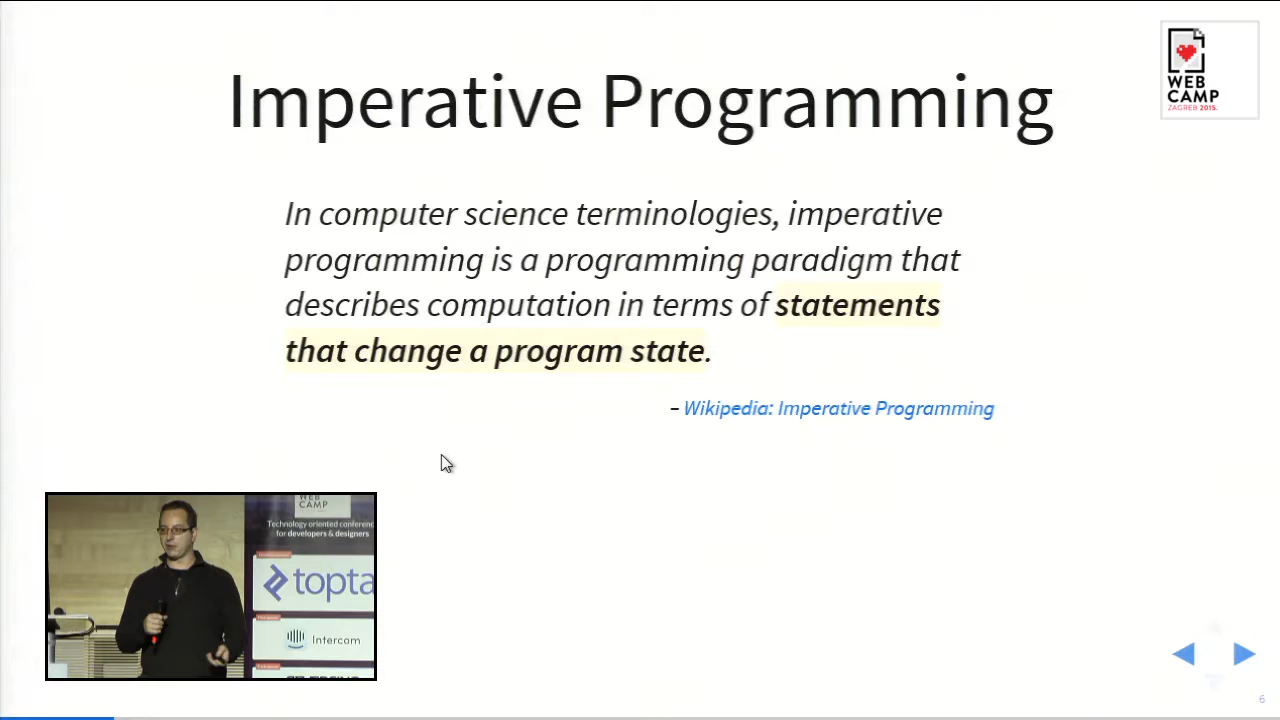 Imperative Programming
WEB
CAMP
ZAGREB 2015.
In computer science terminologies, imperative
programming is a programming paradigm that
describes computation in terms of statements
that change a program state.
– Wikipedia: Imperative Programming
WEB
CAMP
Technology oriented conferenc
for developers & designers
topta
Intercom
6